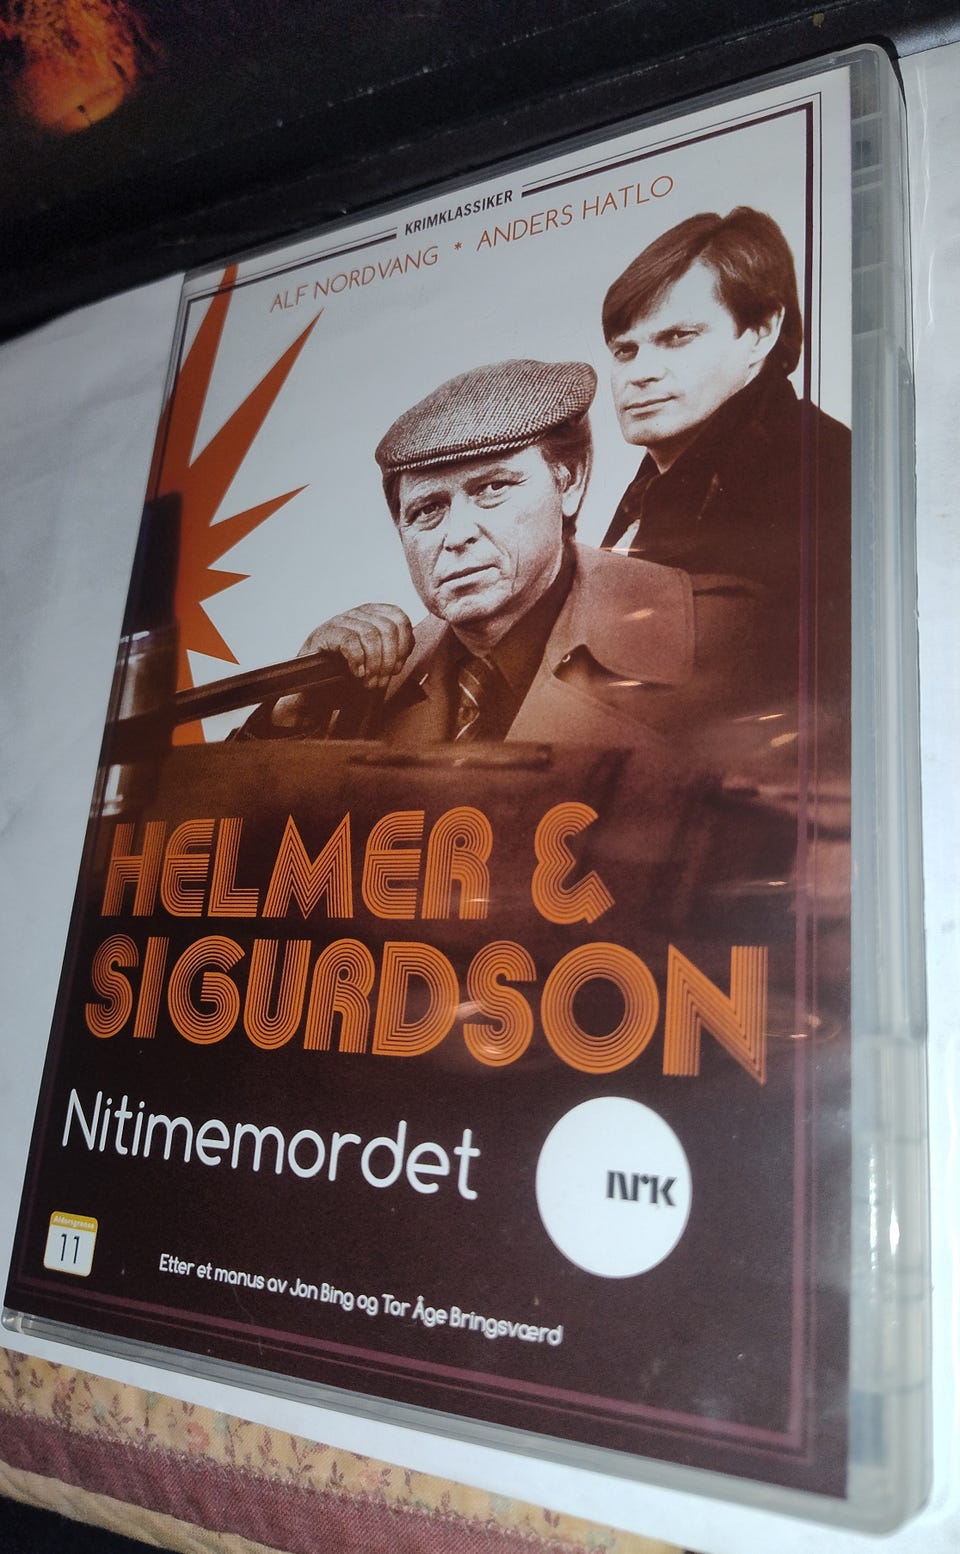 KRIMKLASSIKER
ALF NORDVANG * ANDERS HATLO
HELMER &
SIGURDSON
Nitimemordet
NRK
Aldersgrense
11
Etter et manus av Jon Bing og Tor Åge Bringsværd